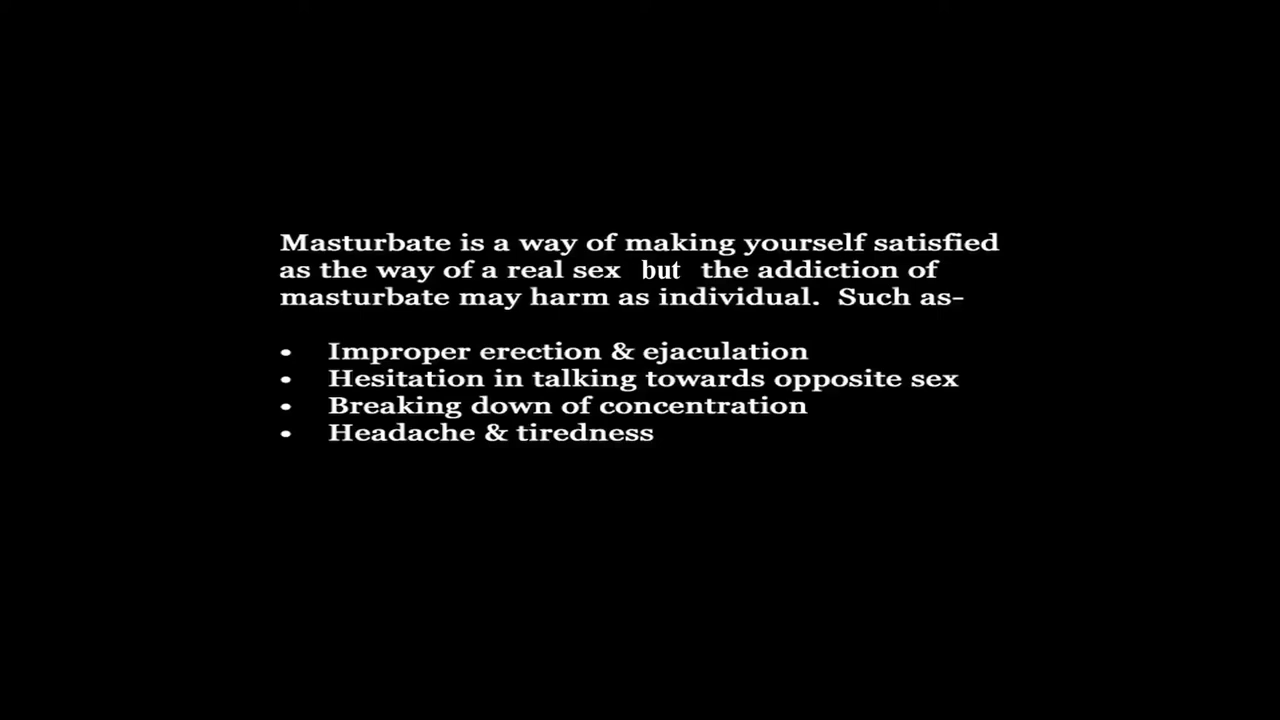 Masturbate is a way of making yourself satisfied
as the way of a real sex but the addiction of
masturbate may harm as individual. Such as-
• Improper erection & ejaculation
• Hesitation in talking towards opposite sex
• Breaking down of concentration
• Headache & tiredness